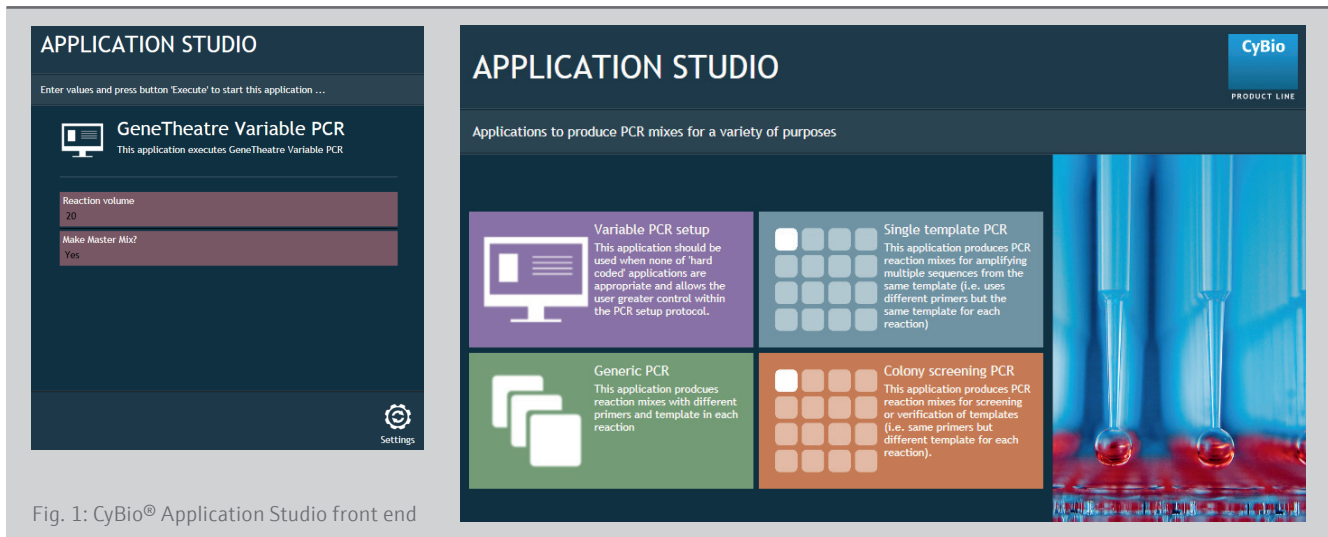 APPLICATION STUDIO
Enter values and press button 'Execute' to start this application ...
GeneTheatre Variable PCR
This application executes GeneTheatre Variable PCR
Reaction volume
20
Make Master Mix?
Yes
Settings
Fig. 1: CyBio® Application Studio front end
APPLICATION STUDIO
CyBio
PRODUCT LINE
Applications to produce PCR mixes for a variety of purposes
Variable PCR setup
This application should be
used when none of 'hard
coded' applications are
appropriate and allows the
user greater control within
the PCR setup protocol.
Single template PCR
This application produces PCR
reaction mixes for amplifying
multiple sequences from the
same template (i.e. uses
different primers but the
same template for each
reaction)
Generic PCR
This application prodcues
reaction mixes with different
primers and template in each
reaction
Colony screening PCR
This application produces PCR
reaction mixes for screening
or verification of templates
(i.e. same primers but
different template for each
reaction).